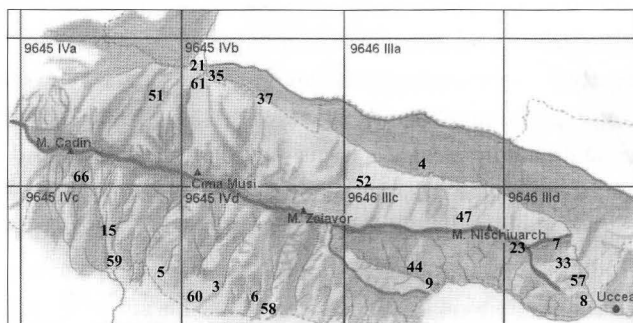 9645 IVa
9645 IVb
9646 IIIa
21
35
61
51
37
M. Cadin
4
66
Cima Musi
52
9645 IVc
9645 IVd
9646 IIIc
9646 IIId
M. Zaiavor
47
15
M. Nischiuarch
23
7
59
5
44
33
3
9
57
60
6
8
Uccea
58